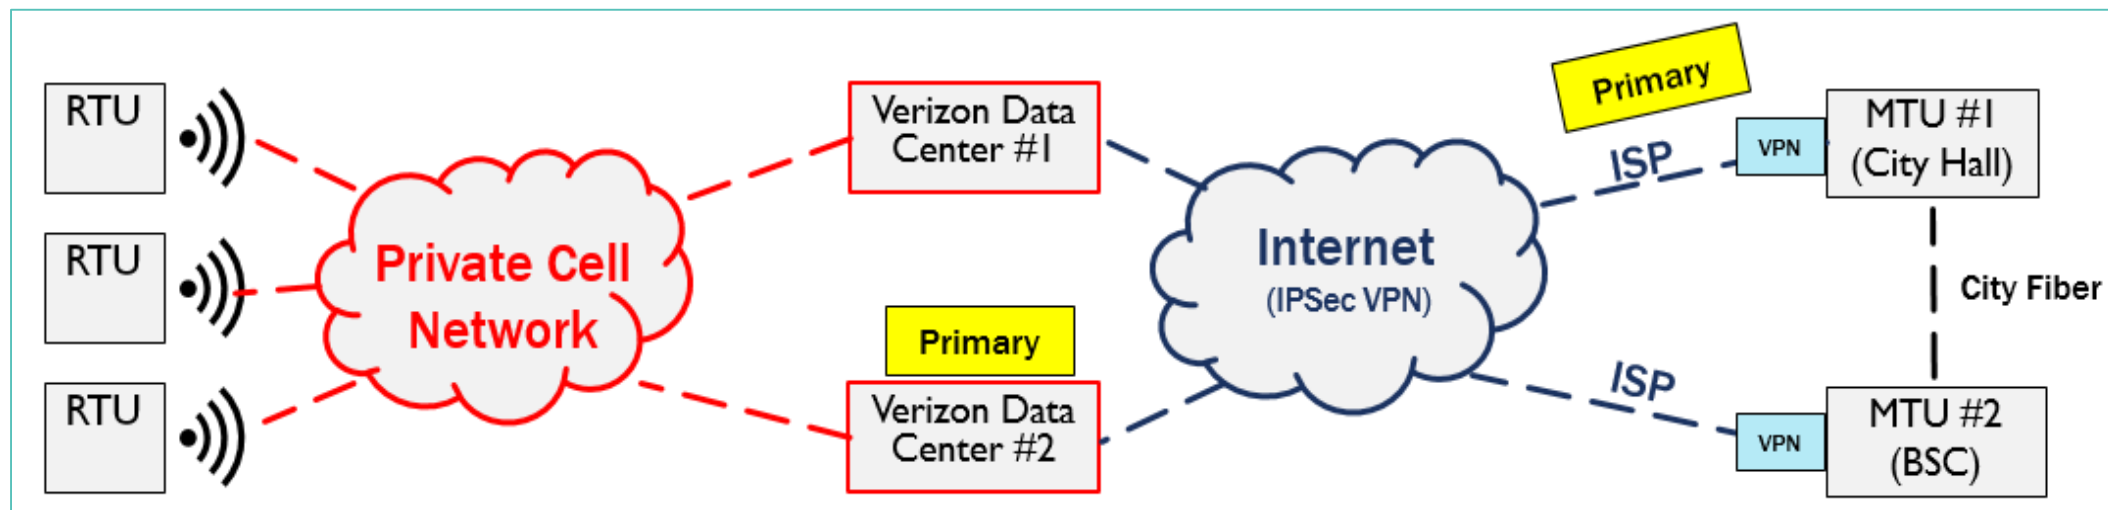 RTU
RTU
RTU
Private Cell
Network
Verizon Data
Center #1
Primary
Verizon Data
Center #2
Internet
(IPSec VPN)
Primary
ISP
VPN
MTU #1
(City Hall)
City Fiber
ISP
VPN
MTU #2
(BSC)